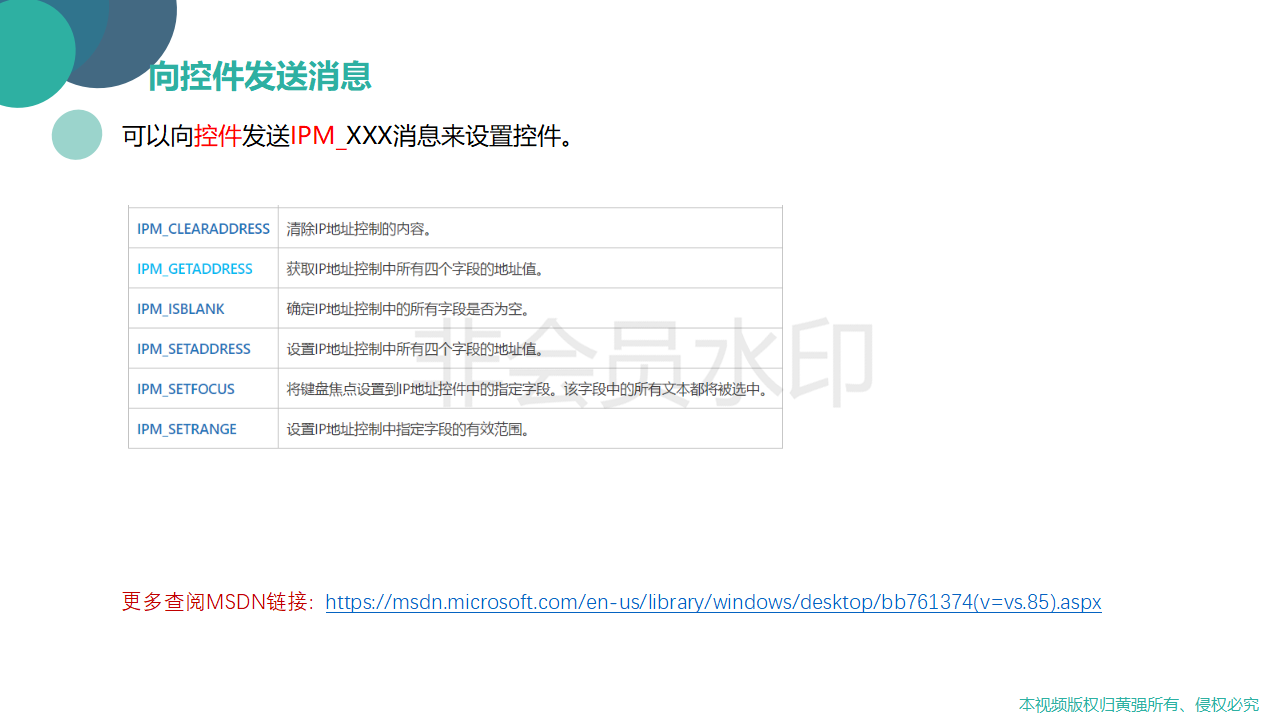 向控件发送消息
可以向控件发送IPM_XXX消息来设置控件。
IPM_CLEARADDRESS 清除IP地址控制的内容。
IPM_GETADDRESS 获取IP地址控制中所有四个字段的地址值。
IPM_ISBLANK 确定IP地址控制中的所有字段是否为空。
IPM_SETADDRESS 设置IP地址控制中所有四个字段的地址值。
IPM_SETFOCUS 将键盘焦点设置到IP地址控件中的指定字段。该字段中的所有文本都将被选中。
IPM_SETRANGE 设置IP地址控制中指定字段的有效范围。
非会员水印
更多查阅MSDN链接：https://msdn.microsoft.com/en-us/library/windows/desktop/bb761374(v=vs.85).aspx
本视频版权归黄强所有、侵权必究